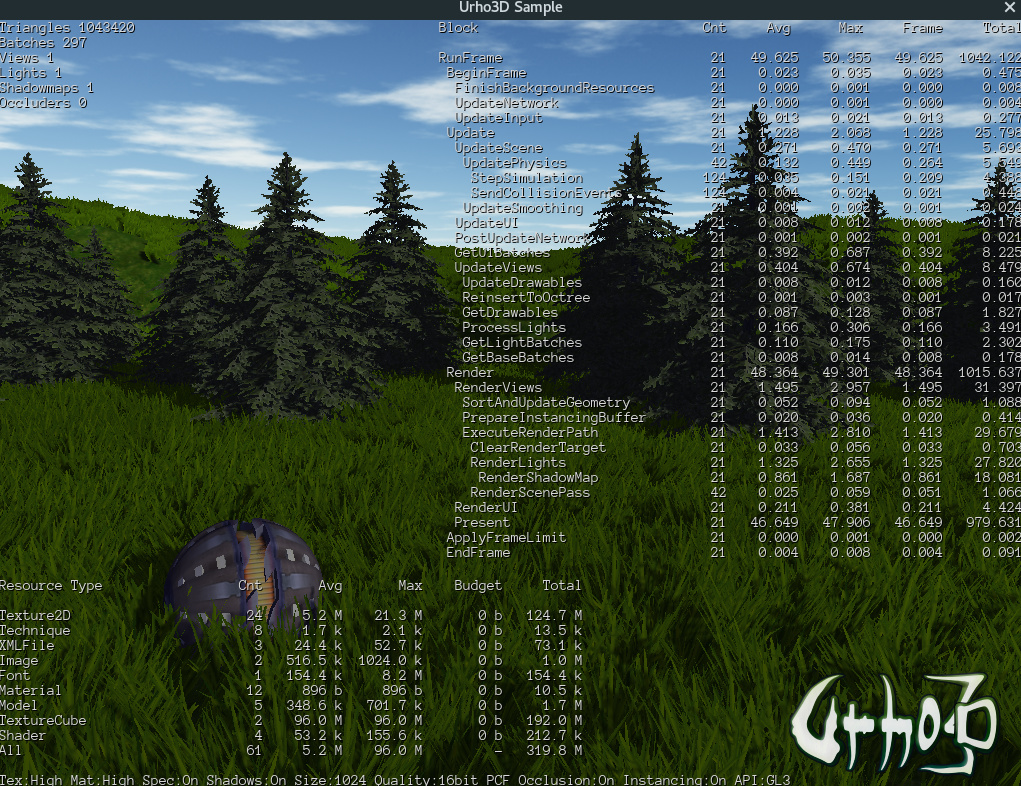 Urho3D Sample
Triangles 1043420
Batches 297
Views 1
Lights 1
Shadowmaps 1
Occluders 0
Block Cnt Avg Max Frame Total
RunFrame 21 49.625 50.355 49.625 1042.122
BeginFrame 21 0.023 0.035 0.023 0.475
FinishBackgroundResources 21 0.000 0.001 0.000 0.008
UpdateNetwork 21 0.000 0.000 0.000 0.004
UpdateInput 21 0.013 0.021 0.013 0.277
Update 21 1.228 2.068 1.228 25.798
UpdateScene 21 0.271 0.470 0.271 5.693
UpdatePhysics 42 0.132 0.449 0.264 5.549
StepSimulation 124 0.035 0.151 0.209 4.388
SendCollisionEvents 124 0.004 0.021 0.021 0.448
UpdateSmoothing 21 0.001 0.002 0.001 0.024
UpdateUI 21 0.008 0.012 0.008 0.178
PostUpdateNetwork 21 0.001 0.002 0.001 0.021
GetUIBatches 21 0.392 0.687 0.392 8.225
UpdateViews 21 0.404 0.674 0.404 8.479
UpdateDrawables 21 0.008 0.012 0.008 0.160
ReinsertToOctree 21 0.001 0.003 0.001 0.017
GetDrawables 21 0.087 0.128 0.087 1.827
ProcessLights 21 0.166 0.306 0.166 3.491
GetLightBatches 21 0.110 0.175 0.110 2.302
GetBaseBatches 21 0.008 0.014 0.008 0.178
Render 21 48.364 49.301 48.364 1015.637
RenderViews 21 1.495 2.957 1.495 31.397
SortAndUpdateGeometry 21 0.052 0.094 0.052 1.088
PrepareInstancingBuffer 21 0.020 0.036 0.020 0.414
ExecuteRenderPath 21 1.413 2.810 1.413 29.679
ClearRenderTarget 21 0.033 0.056 0.033 0.703
RenderLights 21 1.325 2.655 1.325 27.820
RenderShadowMap 21 0.861 1.687 0.861 18.081
RenderScenePass 42 0.025 0.059 0.051 1.066
RenderUI 21 0.211 0.381 0.211 4.424
Present 21 46.649 47.906 46.649 979.631
ApplyFrameLimit 21 0.000 0.001 0.000 0.002
EndFrame 21 0.004 0.008 0.004 0.091
Resource Type Cnt Avg Max Budget Total
Texture2D 24 5.2 M 21.3 M 0 b 124.7 M
Technique 8 1.7 k 2.1 k 0 b 13.5 k
XMLFile 3 24.4 k 52.7 k 0 b 73.1 k
Image 2 516.5 k 1024.0 k 0 b 1.0 M
Font 1 154.4 k 8.2 M 0 b 154.4 k
Material 12 896 b 896 b 0 b 10.5 k
Model 5 348.6 k 701.7 k 0 b 1.7 M
TextureCube 2 96.0 M 96.0 M 0 b 192.0 M
Shader 4 53.2 k 155.6 k 0 b 212.7 k
All 61 5.2 M 96.0 M – 319.8 M
Urho3D
Tex:High Mat:High Spec:On Shadows:On Size:1024 Quality:16bit PCF Occlusion:On Instancing:On API:GL3